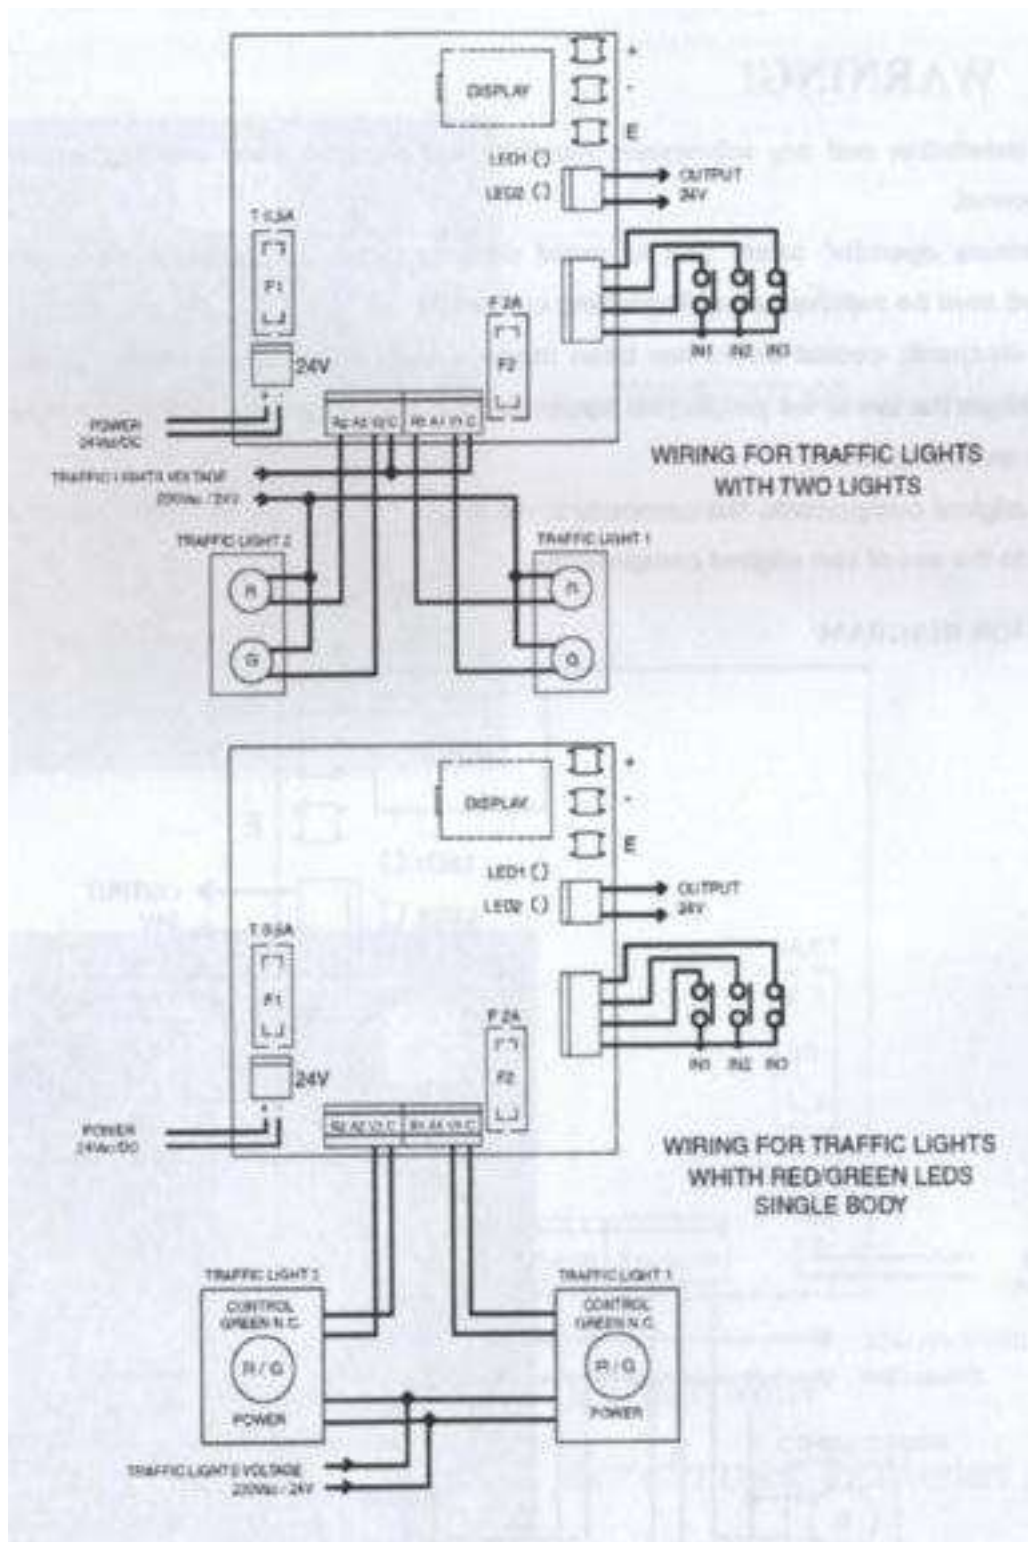 +
DISPLAY
-
E
LED1 ( )
OUTPUT
LED2 ( )
24V
T 0,5A
F1
F 2A
F2
IN1 IN2 IN3
24V
POWER
24Vac/DC
R2 A2 V2 C R1 A1 V1 C
WIRING FOR TRAFFIC LIGHTS
WITH TWO LIGHTS
TRAFFIC LIGHTS VOLTAGE
230Vac / 24V
TRAFFIC LIGHT 2
TRAFFIC LIGHT 1
R
R
G
G
+
DISPLAY
-
E
LED1 ( )
OUTPUT
LED2 ( )
24V
T 0,5A
F1
F 2A
F2
IN1 IN2 IN3
24V
POWER
24Vac/DC
R2 A2 V2 C R1 A1 V1 C
WIRING FOR TRAFFIC LIGHTS
WHITH RED/GREEN LEDS
SINGLE BODY
TRAFFIC LIGHT 2
TRAFFIC LIGHT 1
CONTROL
GREEN N.C.
CONTROL
GREEN N.C.
R / G
R / G
POWER
POWER
TRAFFIC LIGHTS VOLTAGE
230Vac / 24V